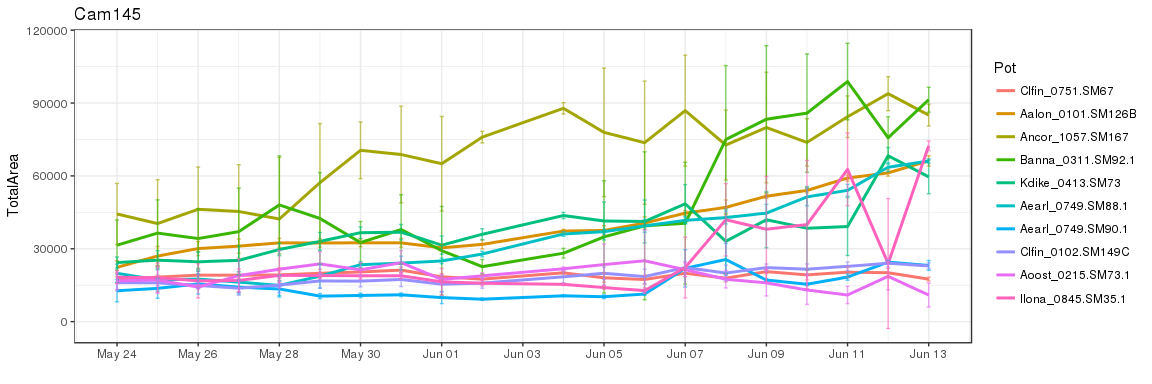 Cam145
TotalArea
120000
90000
60000
30000
0
May 24 May 26 May 28 May 30 Jun 01 Jun 03 Jun 05 Jun 07 Jun 09 Jun 11 Jun 13
Pot
Clfin_0751.SM67
Aalon_0101.SM126B
Ancor_1057.SM167
Banna_0311.SM92.1
Kdike_0413.SM73
Aearl_0749.SM88.1
Aearl_0749.SM90.1
Clfin_0102.SM149C
Aoost_0215.SM73.1
Ilona_0845.SM35.1